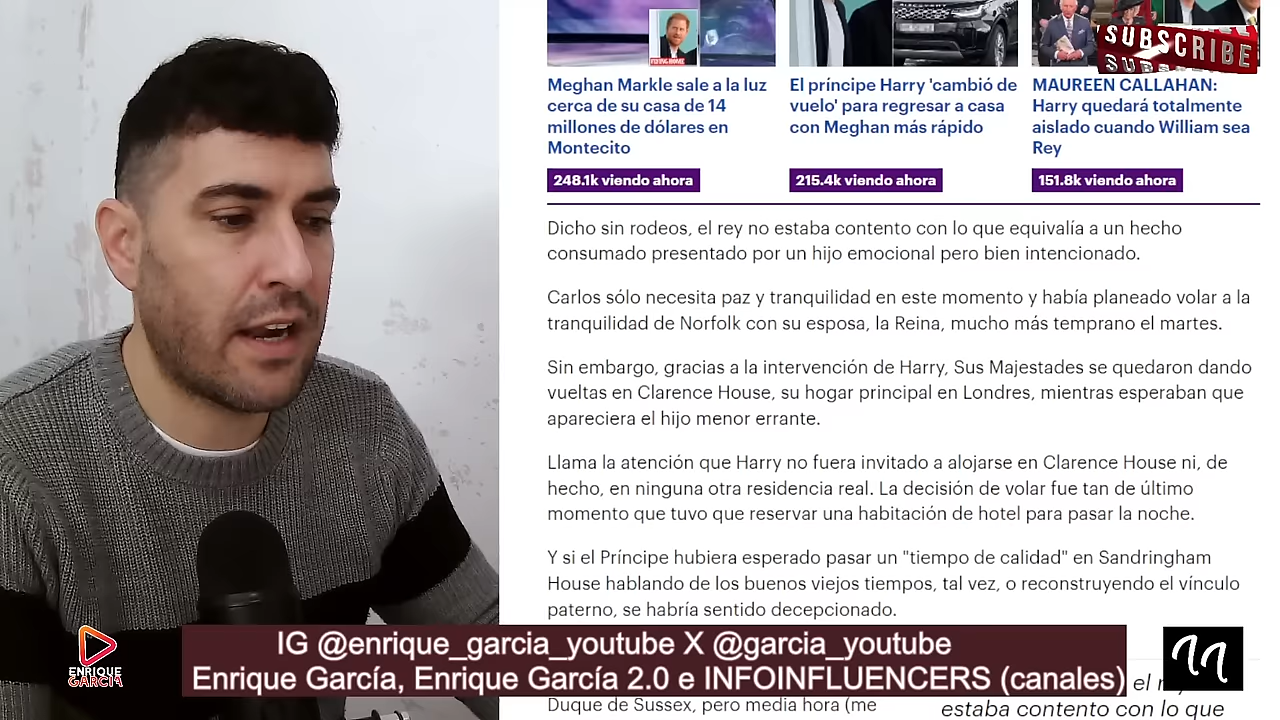 SUBSCRIBE
SUBSCRIBE
FLYING HOME
Meghan Markle sale a la luz
cerca de su casa de 14
millones de dólares en
Montecito
248.1k viendo ahora
El príncipe Harry 'cambió de
vuelo' para regresar a casa
con Meghan más rápido
215.4k viendo ahora
MAUREEN CALLAHAN:
Harry quedará totalmente
aislado cuando William sea
Rey
151.8k viendo ahora
Dicho sin rodeos, el rey no estaba contento con lo que equivalía a un hecho
consumado presentado por un hijo emocional pero bien intencionado.
Carlos sólo necesita paz y tranquilidad en este momento y había planeado volar a la
tranquilidad de Norfolk con su esposa, la Reina, mucho más temprano el martes.
Sin embargo, gracias a la intervención de Harry, Sus Majestades se quedaron dando
vueltas en Clarence House, su hogar principal en Londres, mientras esperaban que
apareciera el hijo menor errante.
Llama la atención que Harry no fuera invitado a alojarse en Clarence House ni, de
hecho, en ninguna otra residencia real. La decisión de volar fue tan de último
momento que tuvo que reservar una habitación de hotel para pasar la noche.
Y si el Príncipe hubiera esperado pasar un "tiempo de calidad" en Sandringham
House hablando de los buenos viejos tiempos, tal vez, o reconstruyendo el vínculo
paterno, se habría sentido decepcionado.
IG @enrique_garcia_youtube X @garcia_youtube
Enrique García, Enrique García 2.0 e INFOINFLUENCERS (canales)
ENRIQUE
GARCÍA
el
Duque de Sussex, pero media hora (me
estaba contento con lo que